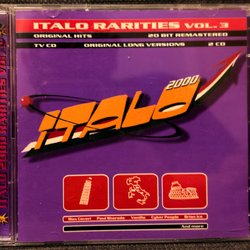 ITALO RARITIES VOL. 3
ORIGINAL HITS 20 BIT REMASTERED
TV CD ORIGINAL LONG VERSIONS 2 CD
2000
ITALO
Max Coveri Paul Sharada Vanilla Cyber People Brian Ice
And more